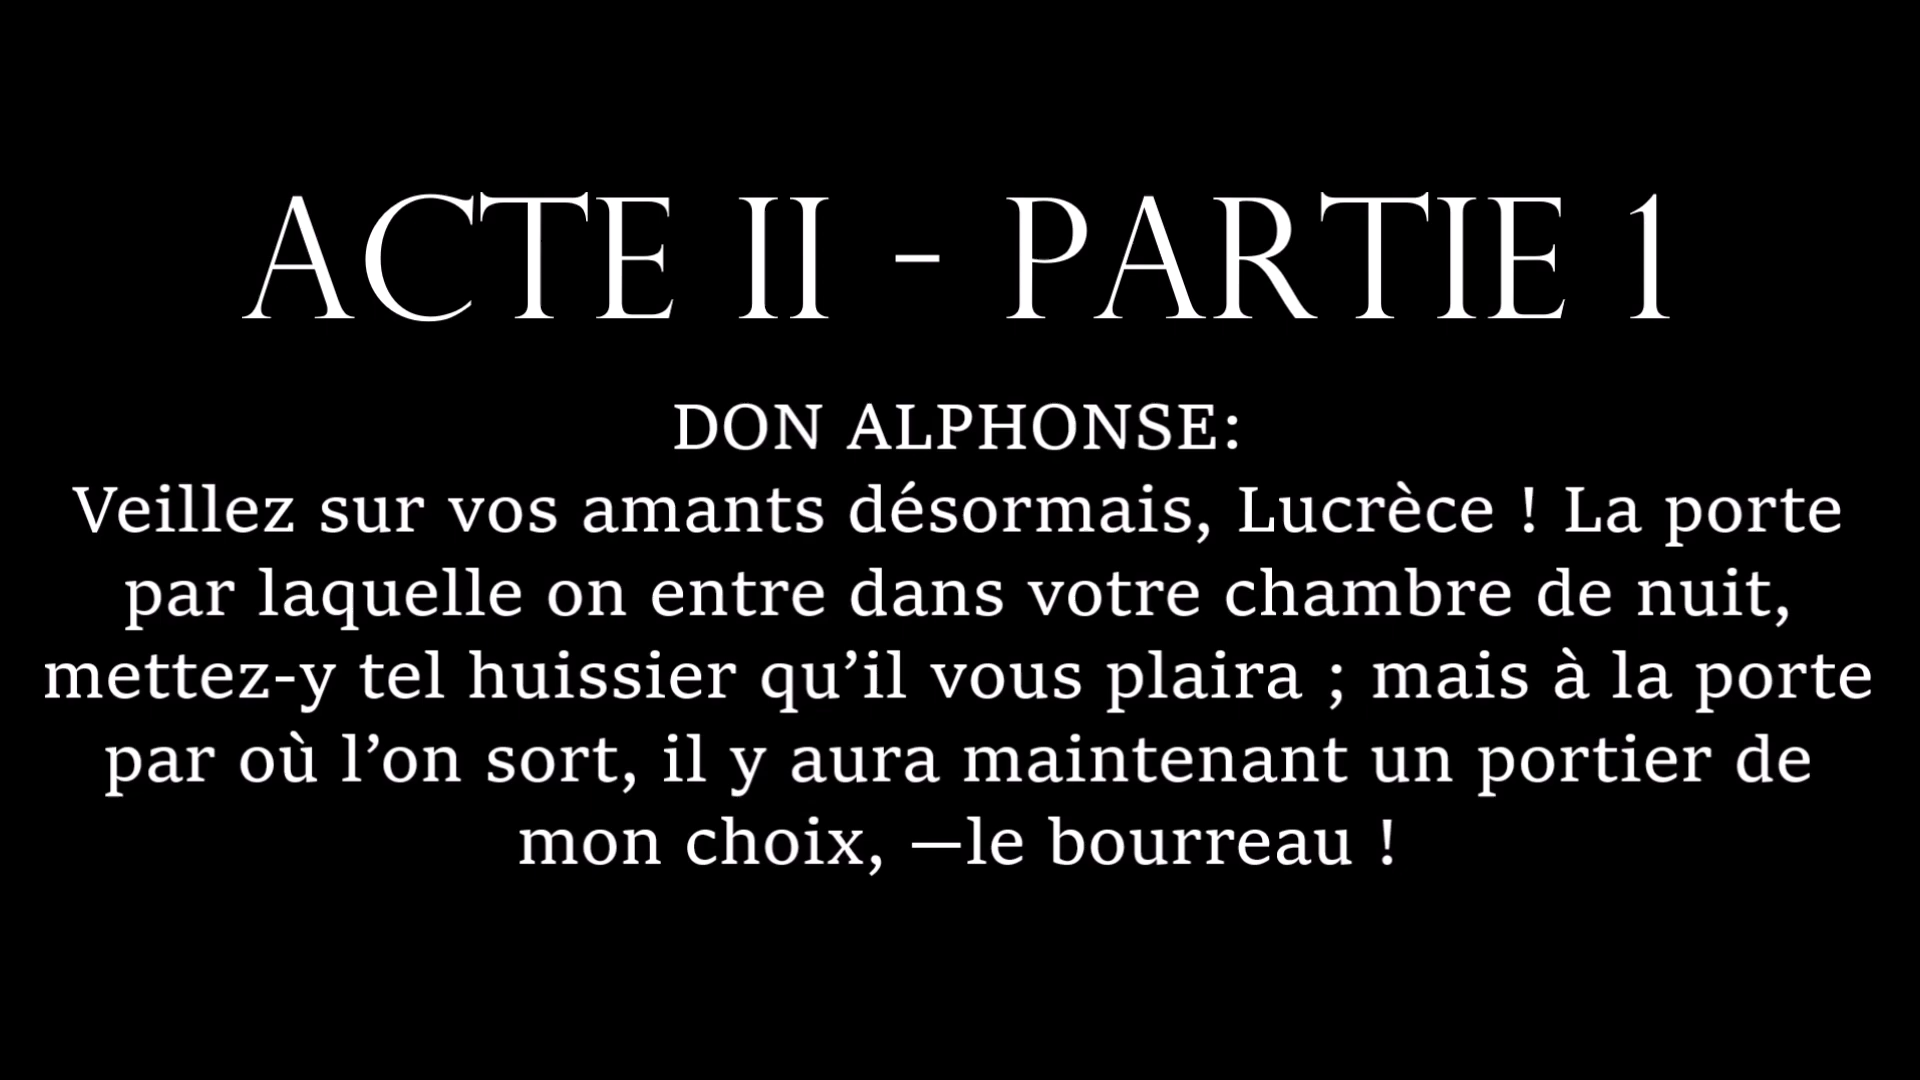 ACTE II - PARTIE 1
DON ALPHONSE:
Veillez sur vos amants désormais, Lucrèce ! La porte
par laquelle on entre dans votre chambre de nuit,
mettez-y tel huissier qu’il vous plaira ; mais à la porte
par où l’on sort, il y aura maintenant un portier de
mon choix, —le bourreau !